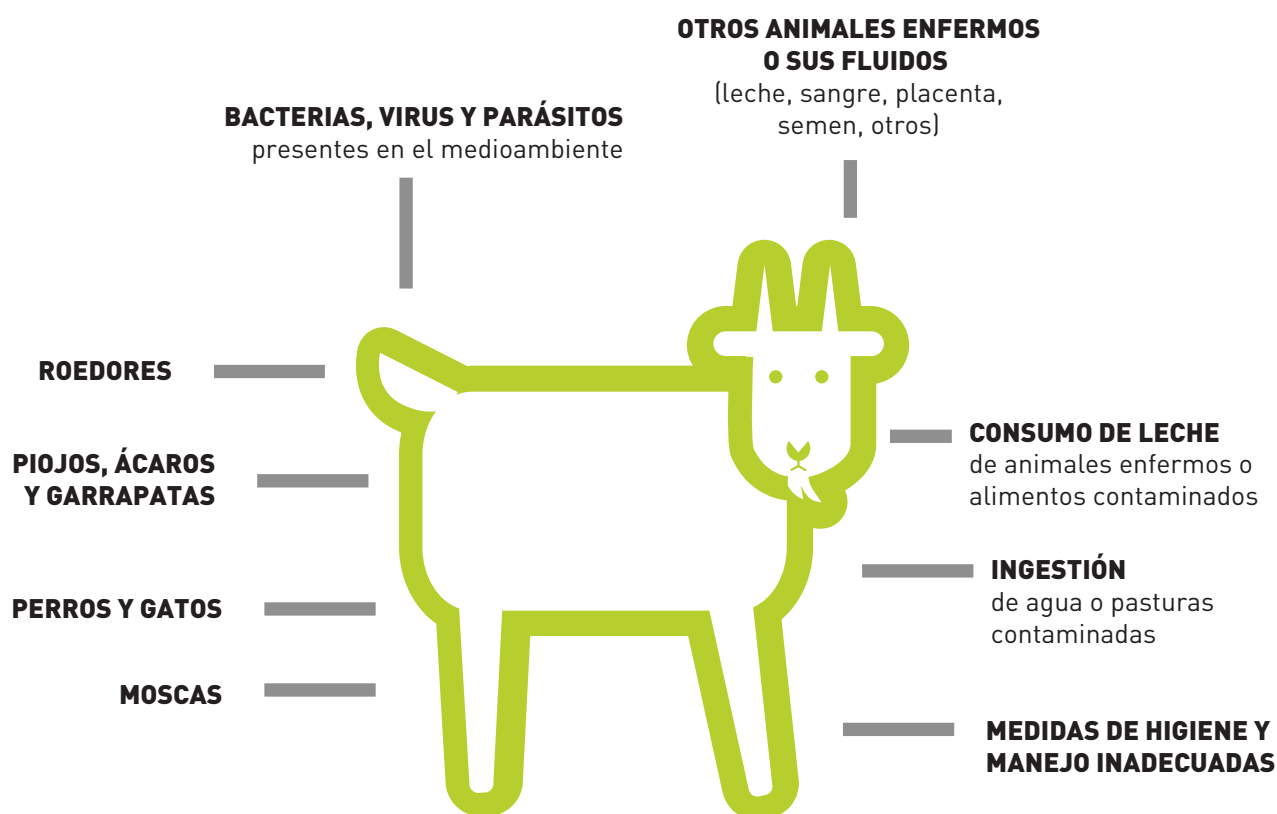 OTROS ANIMALES ENFERMOS
O SUS FLUIDOS
(leche, sangre, placenta,
semen, otros)
BACTERIAS, VIRUS Y PARÁSITOS
presentes en el medioambiente
ROEDORES
PIOJOS, ÁCAROS
Y GARRAPATAS
PERROS Y GATOS
MOSCAS
CONSUMO DE LECHE
de animales enfermos o
alimentos contaminados
INGESTIÓN
de agua o pasturas
contaminadas
MEDIDAS DE HIGIENE Y
MANEJO INADECUADAS